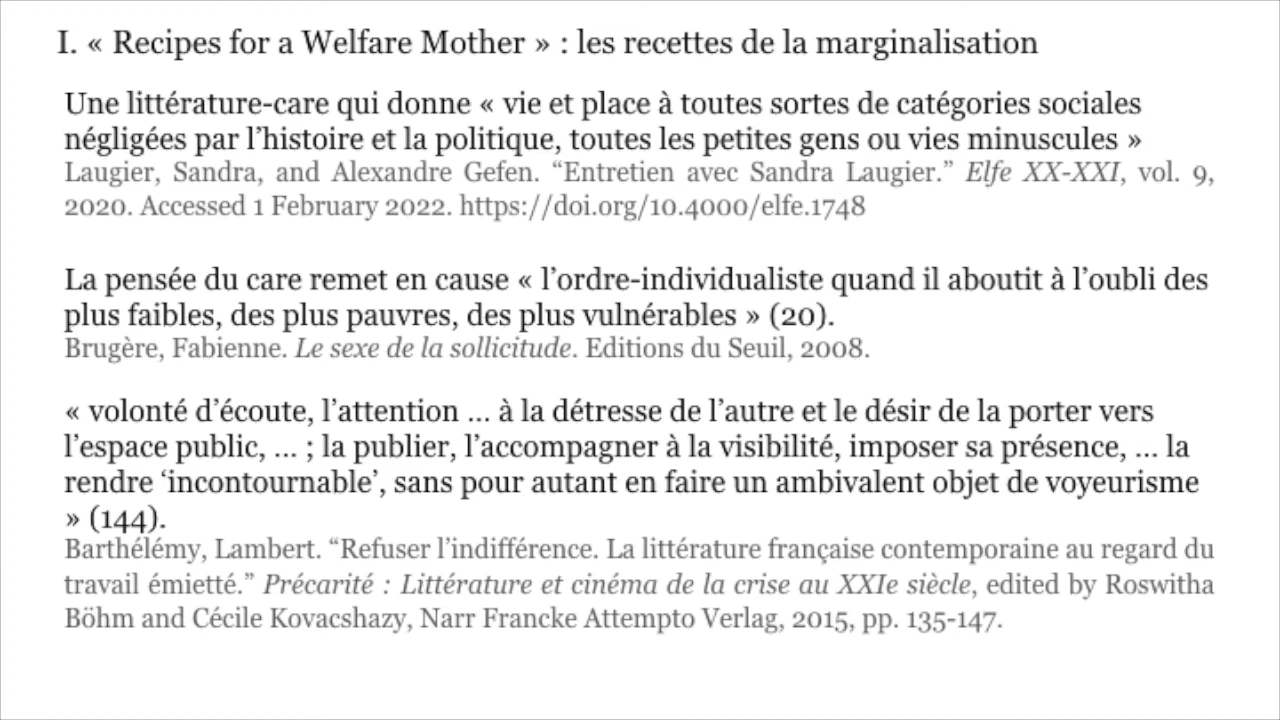 I. « Recipes for a Welfare Mother » : les recettes de la marginalisation
Une littérature-care qui donne « vie et place à toutes sortes de catégories sociales
négligées par l’histoire et la politique, toutes les petites gens ou vies minuscules »
Laugier, Sandra, and Alexandre Gefen. “Entretien avec Sandra Laugier.” Elfe XX-XXI, vol. 9,
2020. Accessed 1 February 2022. https://doi.org/10.4000/elfe.1748
La pensée du care remet en cause « l’ordre-individualiste quand il aboutit à l’oubli des
plus faibles, des plus pauvres, des plus vulnérables » (20).
Brugère, Fabienne. Le sexe de la sollicitude. Editions du Seuil, 2008.
« volonté d’écoute, l’attention … à la détresse de l’autre et le désir de la porter vers
l’espace public, … ; la publier, l’accompagner à la visibilité, imposer sa présence, … la
rendre ‘incontournable’, sans pour autant en faire un ambivalent objet de voyeurisme
» (144).
Barthélémy, Lambert. “Refuser l’indifférence. La littérature française contemporaine au regard du
travail émietté.” Précarité : Littérature et cinéma de la crise au XXIe siècle, edited by Roswitha
Böhm and Cécile Kovacshazy, Narr Francke Attempto Verlag, 2015, pp. 135-147.